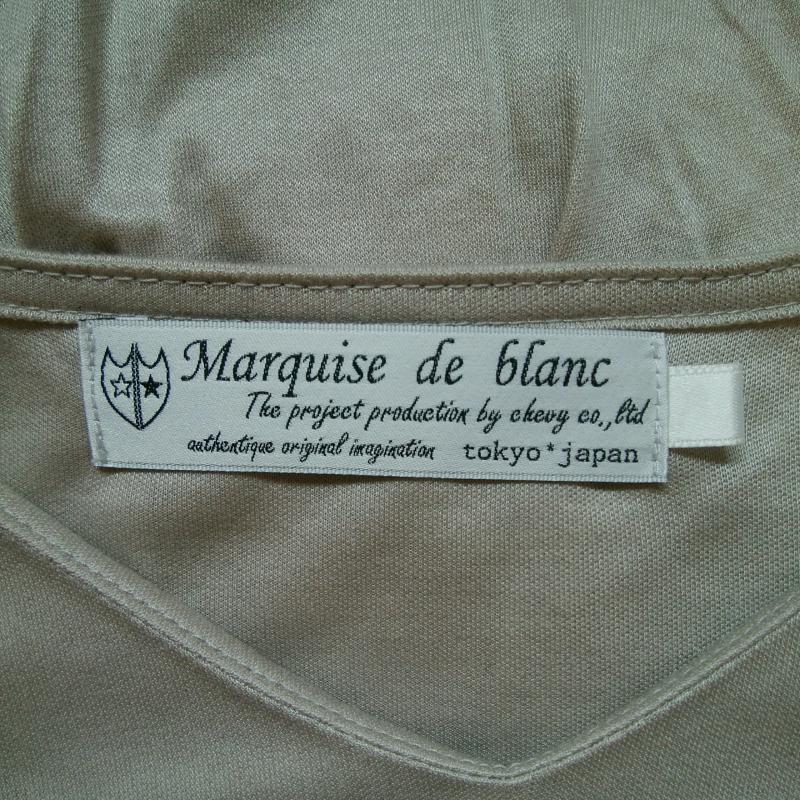 Marquise de blanc
The project production by chevy co.,ltd
authentique original imagination tokyo*japan